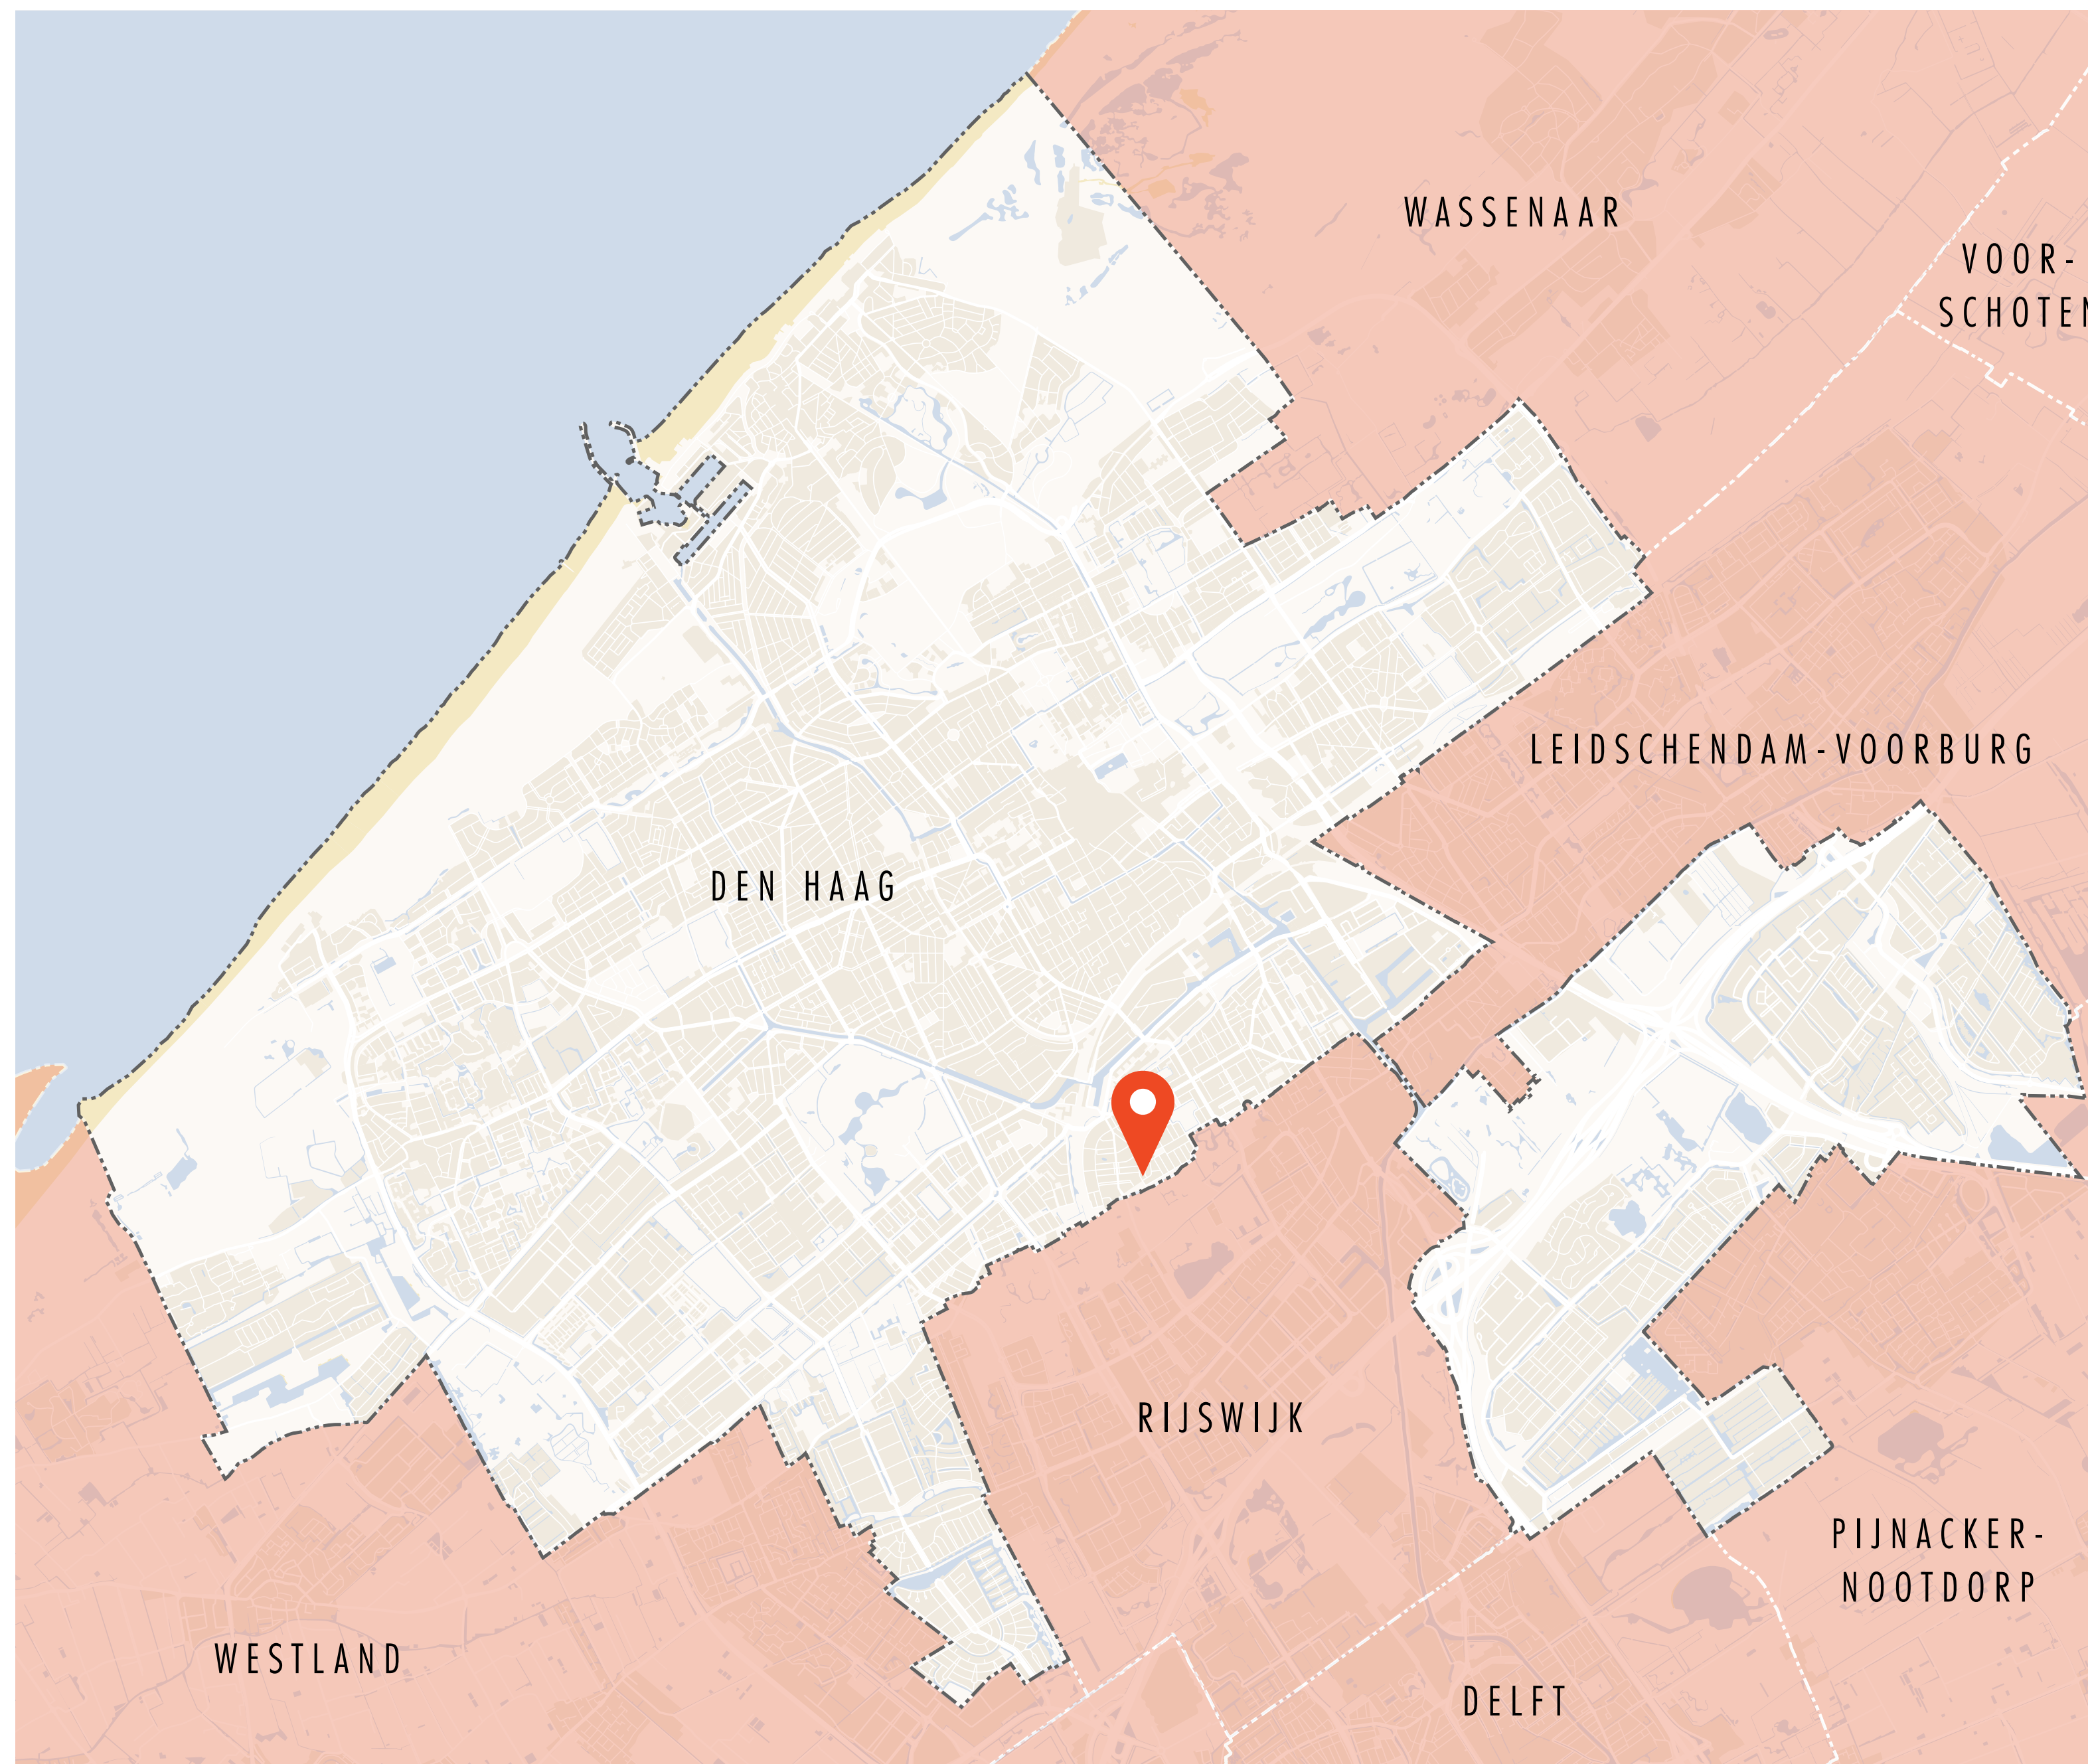 WASSENAAR
VOOR-
SCHOTEN
LEIDSCHENDAM-VOORBURG
DEN HAAG
RIJSWIJK
PIJNACKER-
NOOTDORP
WESTLAND
DELFT